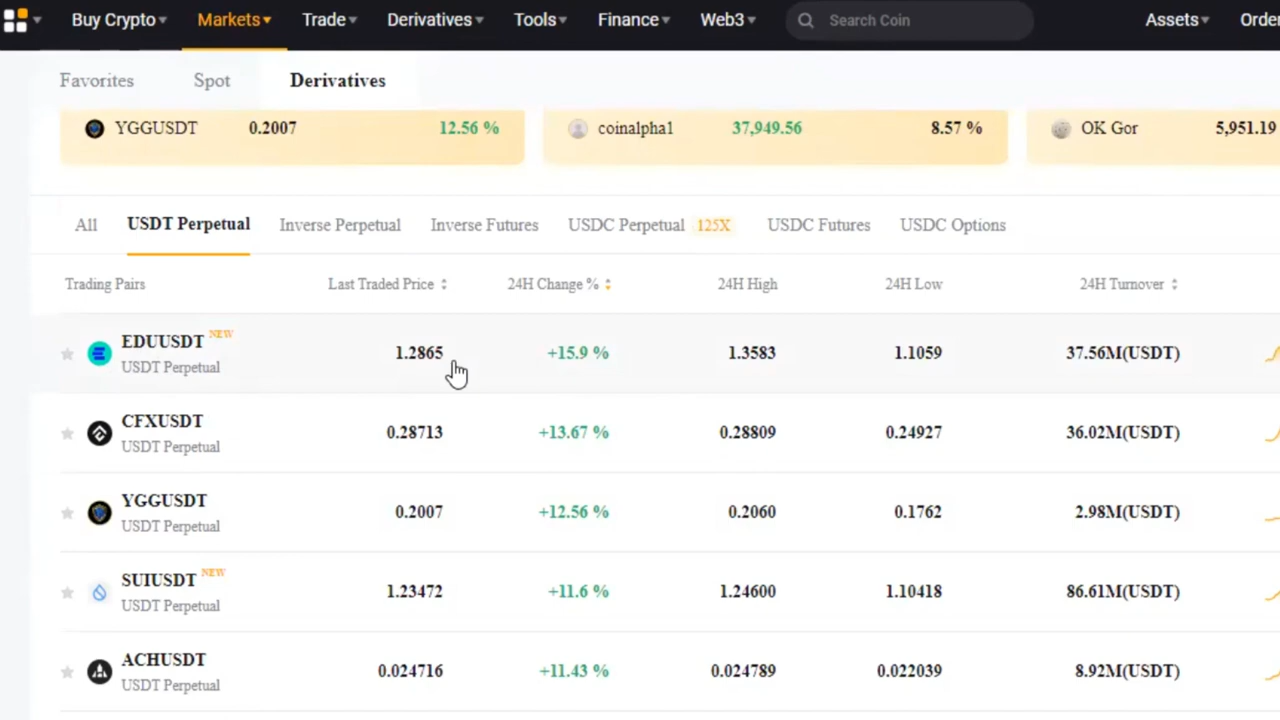 Buy Crypto Markets Trade Derivatives Tools Finance Web3 Search Coin Assets Order
Favorites Spot Derivatives
YGGUSDT 0.2007 12.56 % coinalpha1 37,949.56 8.57 % OK Gor 5,951.19
All USDT Perpetual Inverse Perpetual Inverse Futures USDC Perpetual 125X USDC Futures USDC Options
Trading Pairs Last Traded Price 24H Change % 24H High 24H Low 24H Turnover
EDUUSDT NEW
USDT Perpetual
1.2865 +15.9 % 1.3583 1.1059 37.56M(USDT)
CFXUSDT
USDT Perpetual
0.28713 +13.67 % 0.28809 0.24927 36.02M(USDT)
YGGUSDT
USDT Perpetual
0.2007 +12.56 % 0.2060 0.1762 2.98M(USDT)
SUIUSDT NEW
USDT Perpetual
1.23472 +11.6 % 1.24600 1.10418 86.61M(USDT)
ACHUSDT
USDT Perpetual
0.024716 +11.43 % 0.024789 0.022039 8.92M(USDT)